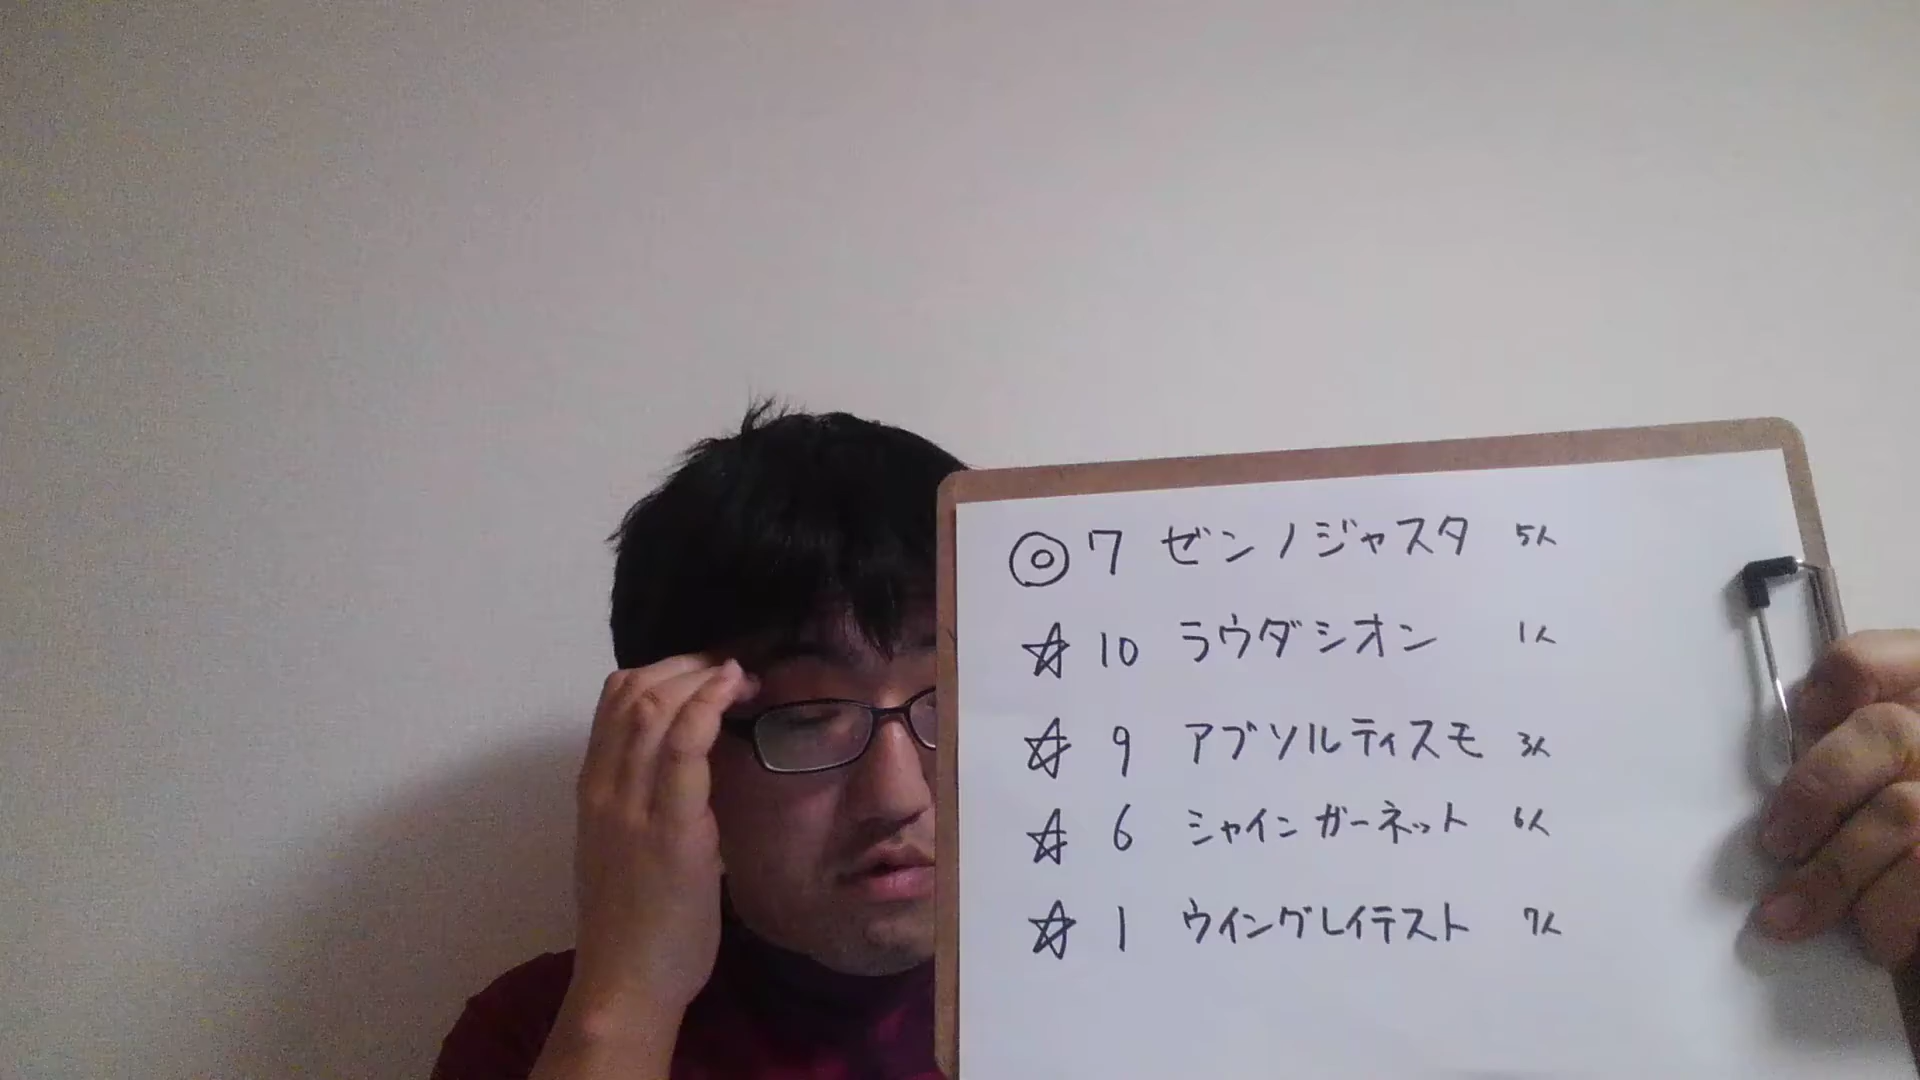 ◎ 7 ゼンノジャスタ 5人
☆ 10 ラウダシオン 1人
☆ 9 アブソルティスモ 3人
☆ 6 シャインガーネット 6人
☆ 1 ウイングレイテスト 7人